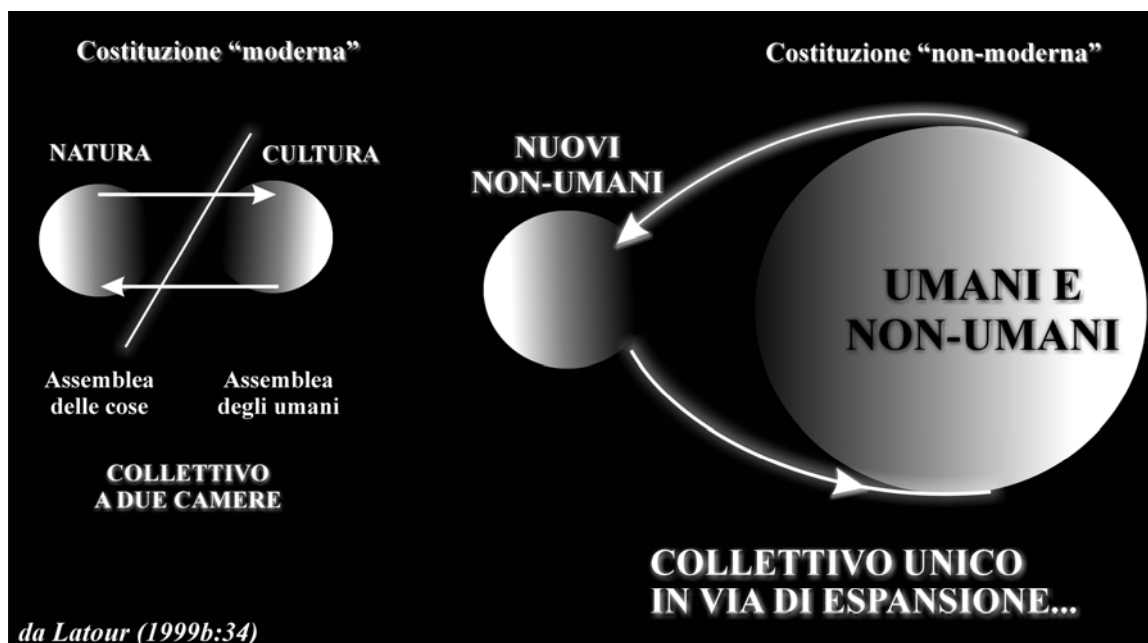 Costituzione “moderna”
NATURA
CULTURA
Assemblea
delle cose
Assemblea
degli umani
COLLETTIVO
A DUE CAMERE
Costituzione “non-moderna”
NUOVI
NON-UMANI
UMANI E
NON-UMANI
COLLETTIVO UNICO
IN VIA DI ESPANSIONE...
da Latour (1999b:34)